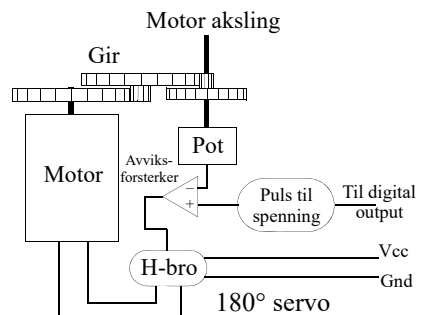 Motor aksling
Gir
Pot
Motor
Avviks-
forsterker
−
+
Puls til
spenning
Til digital
output
H-bro
Vcc
Gnd
180° servo